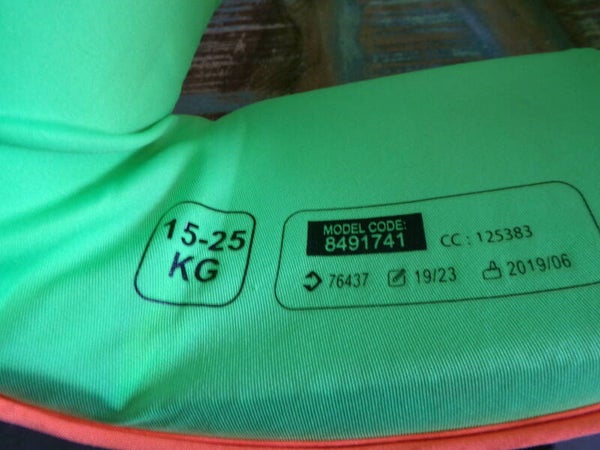 15-25
KG
MODEL CODE:
8491741
CC : 125383
76437 19/23 2019/06